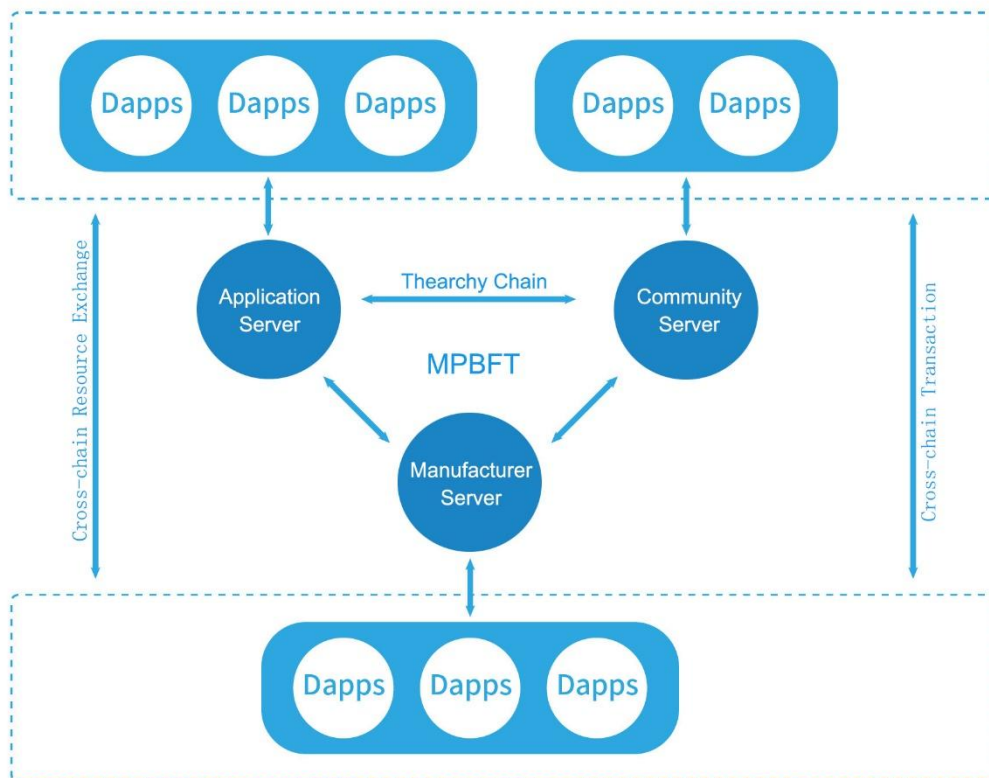 Dapps Dapps Dapps Dapps Dapps
Cross-chain Resource Exchange
Application
Server
Thearchy Chain
MPBFT
Community
Server
Manufacturer
Server
Cross-chain Transaction
Dapps Dapps Dapps